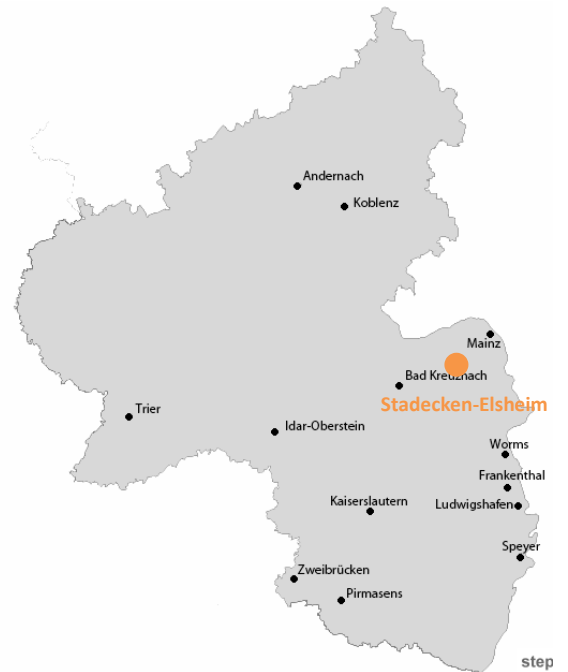 Andernach
Koblenz
Mainz
Bad Kreuznach
Stadecken-Elsheim
Trier
Idar-Oberstein
Worms
Frankenthal
Kaiserslautern
Ludwigshafen
Speyer
Zweibrücken
Pirmasens
step